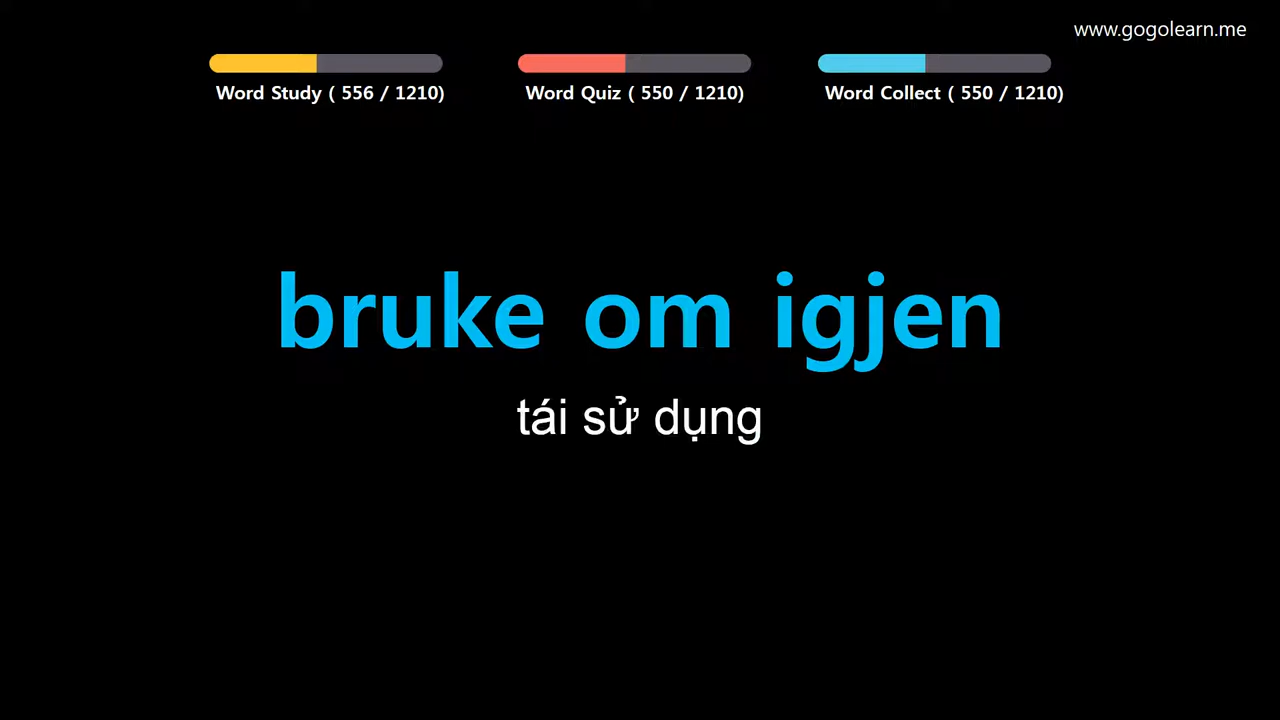 www.gogolearn.me
Word Study ( 556 / 1210) Word Quiz ( 550 / 1210) Word Collect ( 550 / 1210)
bruke om igjen
tái sử dụng